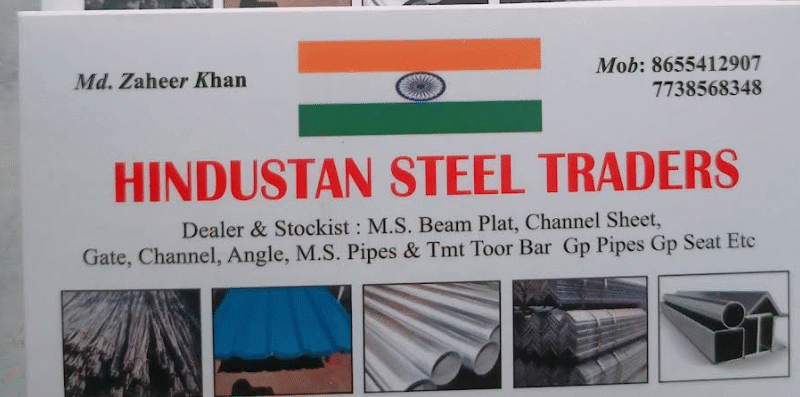 Md. Zaheer Khan
Mob: 8655412907
7738568348
HINDUSTAN STEEL TRADERS
Dealer & Stockist : M.S. Beam Plat, Channel Sheet,
Gate, Channel, Angle, M.S. Pipes & Tmt Toor Bar Gp Pipes Gp Seat Etc